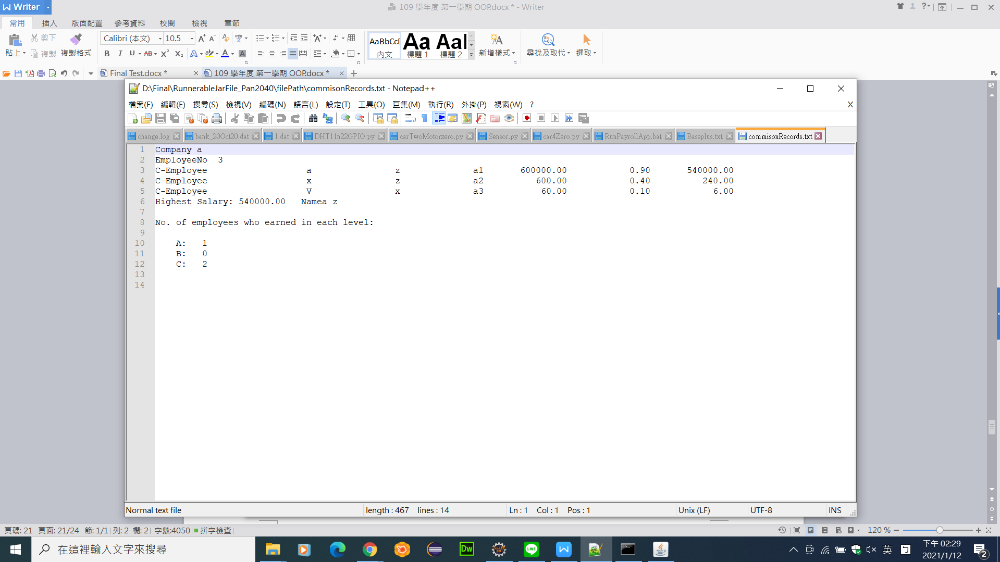 Writer
109 學年度 第一學期 OOP.docx * - Writer
常用 插入 版面配置 參考資料 校閱 檢視 章節
貼上 剪下 複製 複製格式
Calibri (本文) 10.5
AaBbCcI 內文
Aa 標題 1
Aal 標題 2
新增樣式 尋找及取代 選取
Final Test.docx * 109 學年度 第一學期 OOP.docx *
D:\Final\RunnerableJarFile_Pan2040\filePath\commisonRecords.txt - Notepad++
檔案(F) 編輯(E) 搜尋(S) 檢視(V) 編碼(N) 語言(L) 設定(T) 工具(O) 巨集(M) 執行(R) 外掛(P) 視窗(W) ? X
change.log bank_20Oct20.dat 1.dat DHT11n22GPIO.py carTwoMotorzero.py Sensor.py car4Zero.py RunPayrollApp.bat Baseplus.txt commisonRecords.txt
1 Company a
2 EmployeeNo 3
3 C-Employee a z a1 600000.00 0.90 540000.00
4 C-Employee x z a2 600.00 0.40 240.00
5 C-Employee V x a3 60.00 0.10 6.00
6 Highest Salary: 540000.00 Namea z
7
8 No. of employees who earned in each level:
9
10 A: 1
11 B: 0
12 C: 2
13
14
Normal text file length : 467 lines : 14 Ln : 1 Col : 1 Pos : 1 Unix (LF) UTF-8 INS
頁碼: 21 頁面: 21/24 節: 1/1 列: 2 欄: 2 字數:4050 拼字檢查 120 %
在這裡輸入文字來搜尋
Dw
LINE
英
下午 02:29
2021/1/12
2